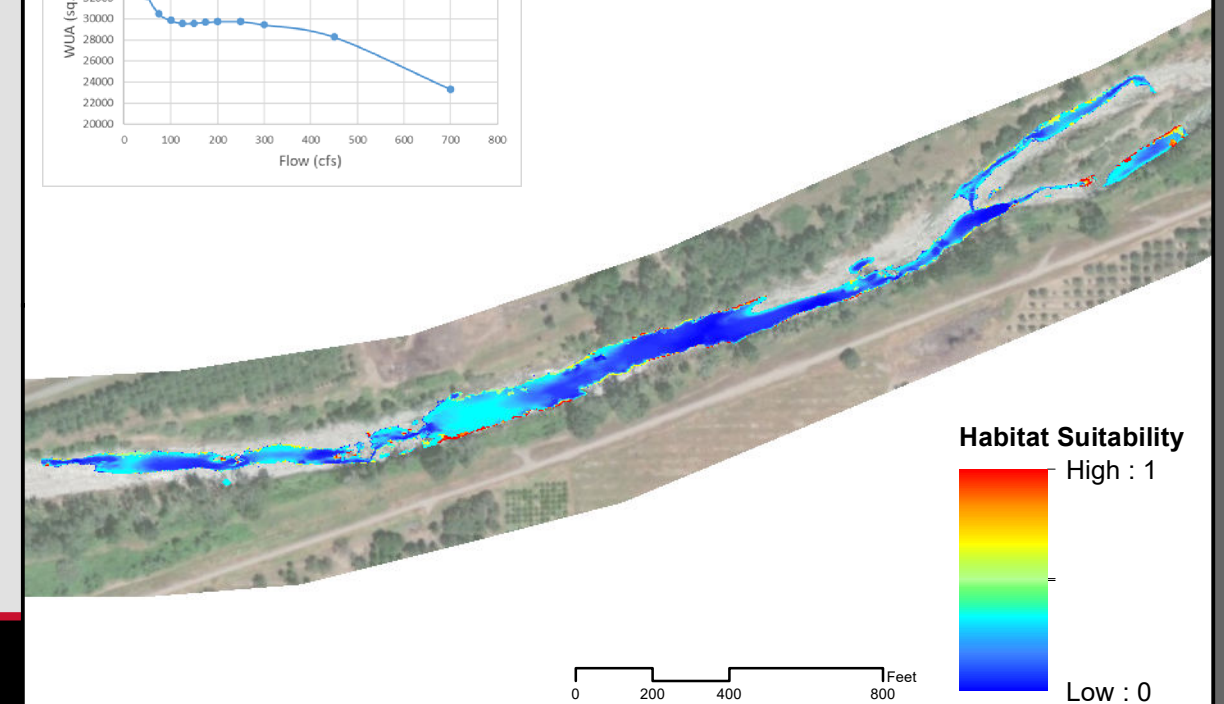 WUA (sq.
32000
30000
28000
26000
24000
22000
20000
0 100 200 300 400 500 600 700 800
Flow (cfs)
Habitat Suitability
High : 1
=
Low : 0
Feet
0 200 400 800